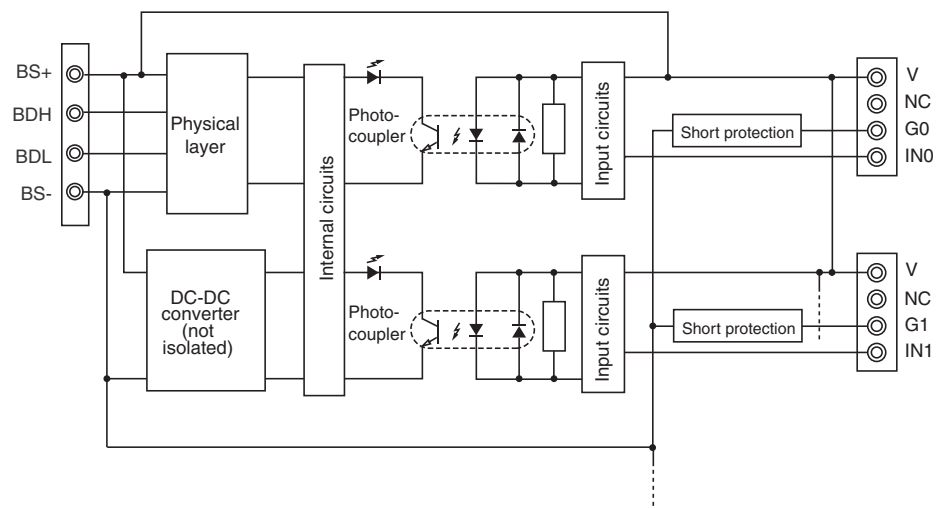 BS+
BDH
BDL
BS-
Physical
layer
DC-DC
converter
(not
isolated)
Internal circuits
Photo-
coupler
Input circuits
Short protection
V
NC
G0
IN0
Photo-
coupler
Input circuits
Short protection
V
NC
G1
IN1